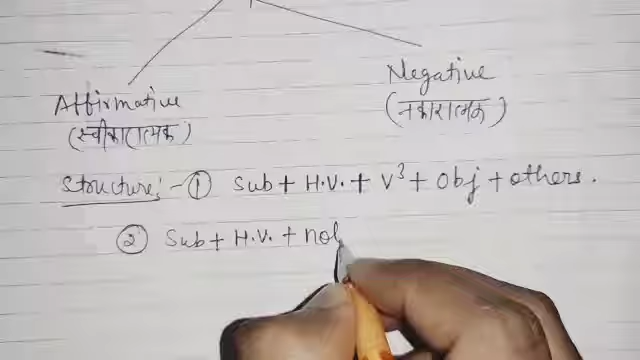 Negative
Affirmative
(नकारात्मक)
(स्वीकारात्मक)
Structure:- ① Sub + H.V. + V³ + Obj + others.
② Sub + H.V. + not